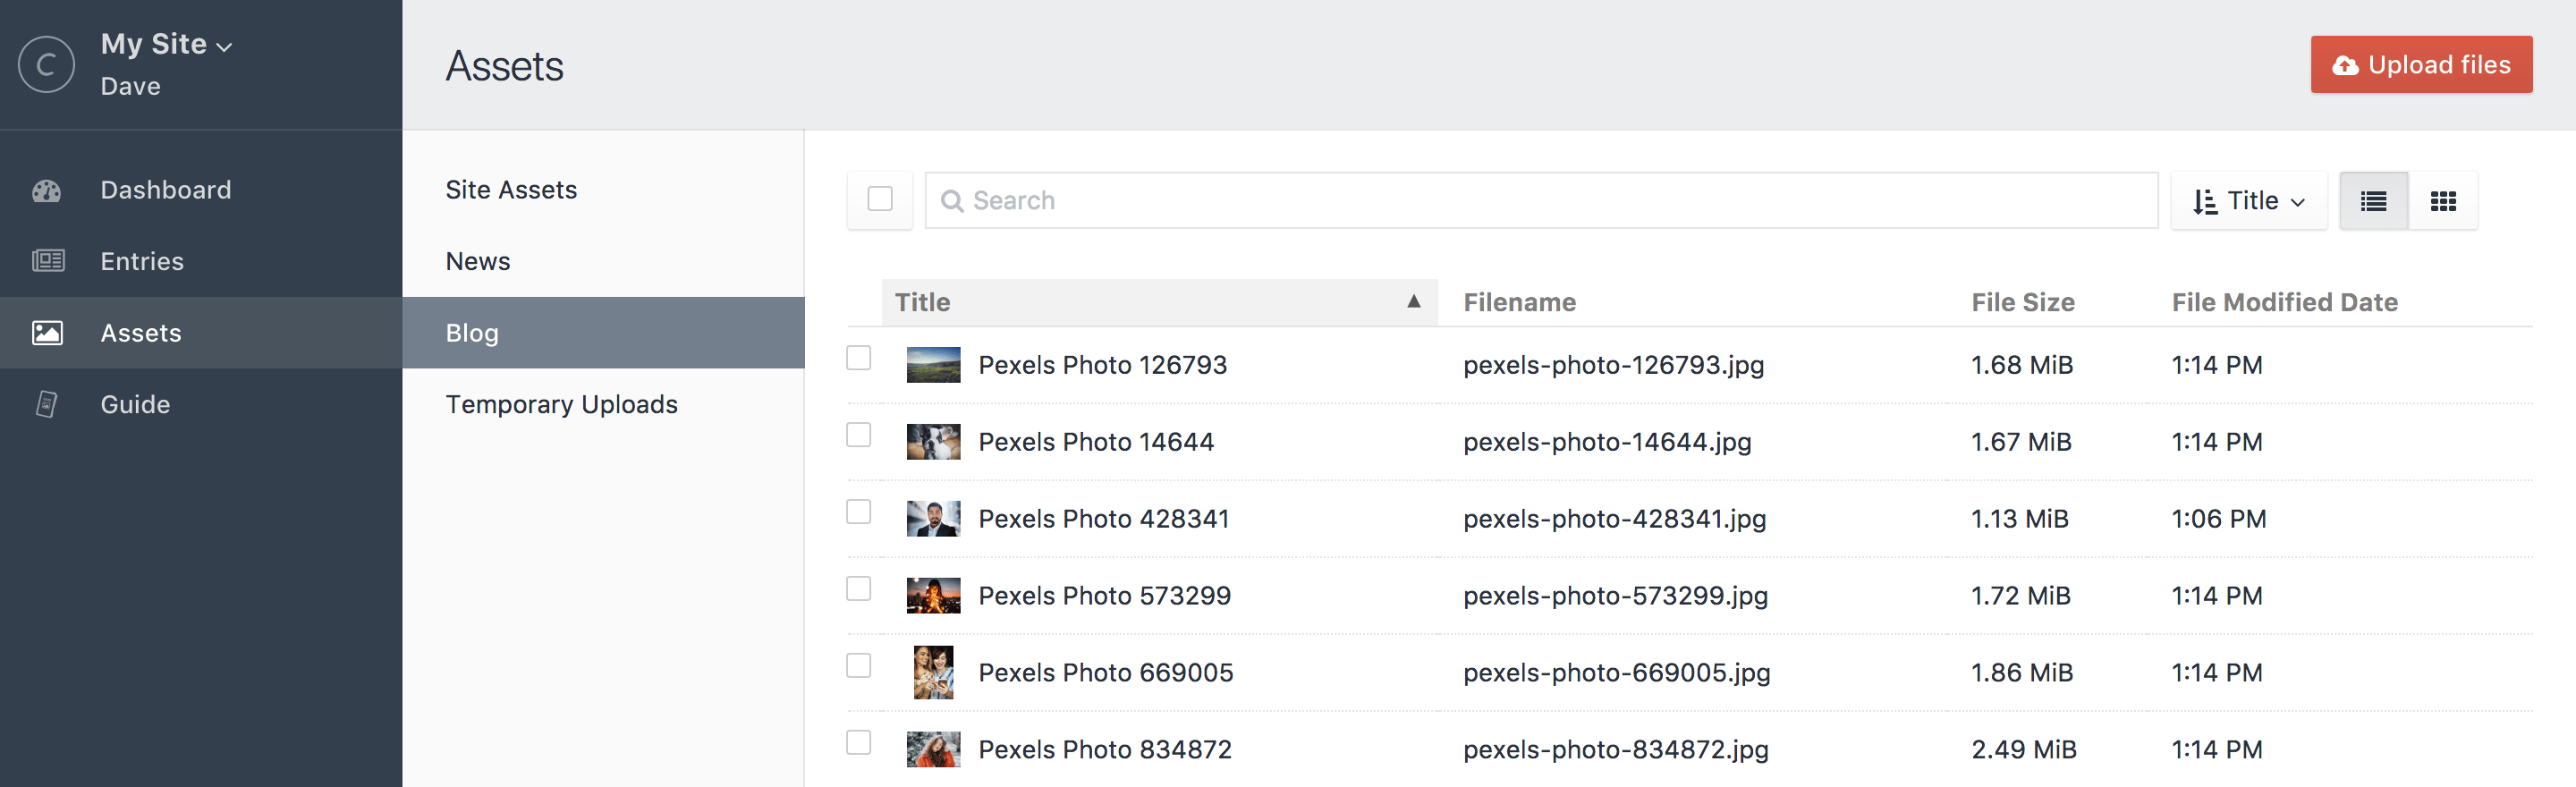 C
My Site
Dave
Assets
Upload files
Dashboard
Entries
Assets
Guide
Site Assets
News
Blog
Temporary Uploads
Search
Title
Title ▲ Filename File Size File Modified Date
Pexels Photo 126793 pexels-photo-126793.jpg 1.68 MiB 1:14 PM
Pexels Photo 14644 pexels-photo-14644.jpg 1.67 MiB 1:14 PM
Pexels Photo 428341 pexels-photo-428341.jpg 1.13 MiB 1:06 PM
Pexels Photo 573299 pexels-photo-573299.jpg 1.72 MiB 1:14 PM
Pexels Photo 669005 pexels-photo-669005.jpg 1.86 MiB 1:14 PM
Pexels Photo 834872 pexels-photo-834872.jpg 2.49 MiB 1:14 PM